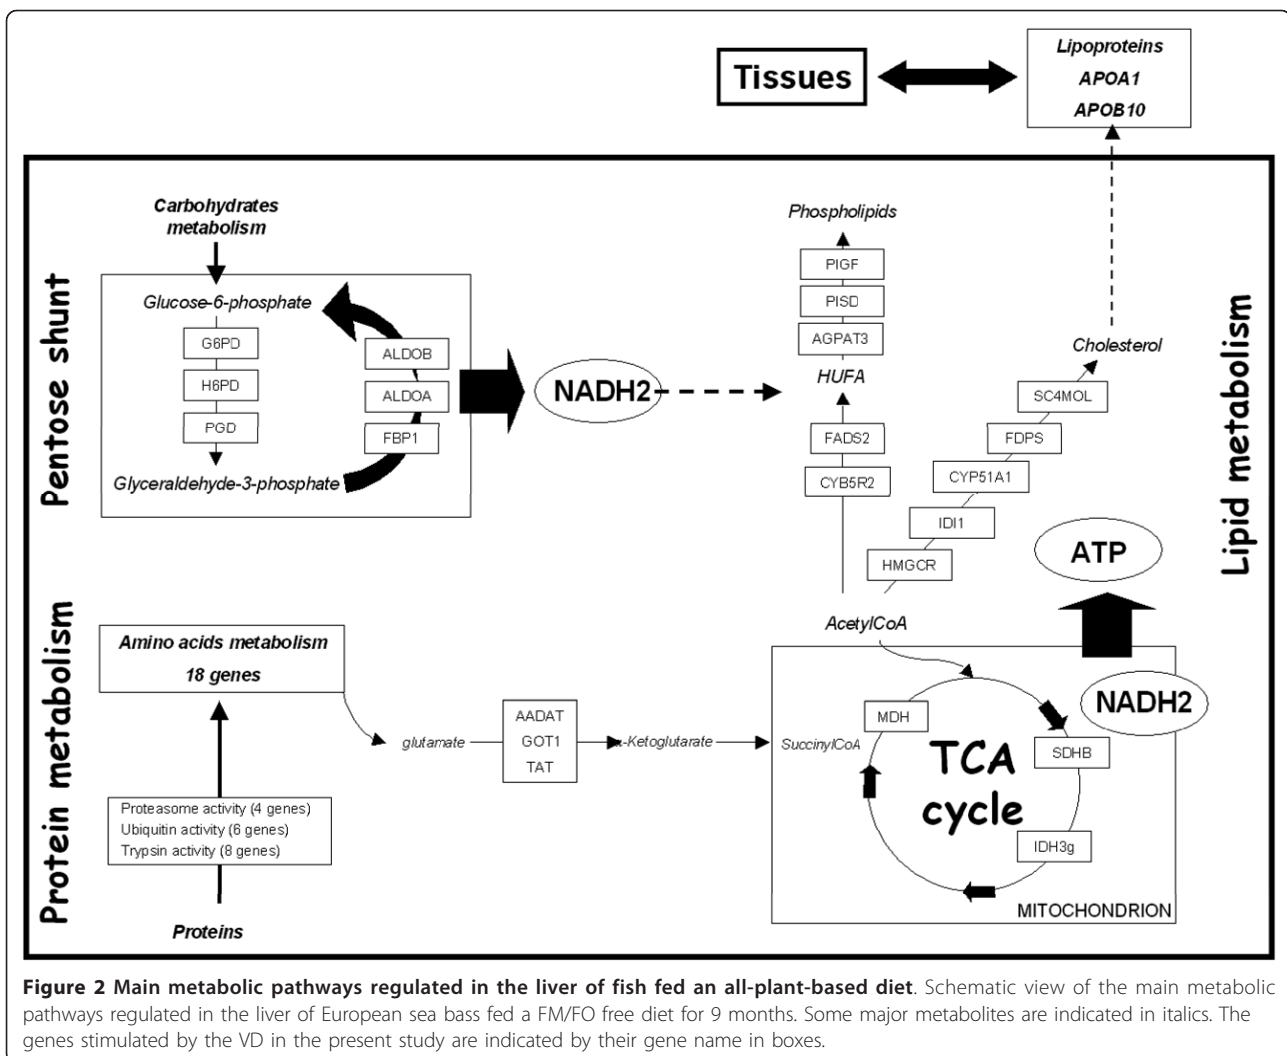 Tissues
Lipoproteins
APOA1
APOB10
Pentose shunt
Carbohydrates
metabolism
Glucose-6-phosphate
G6PD
H6PD
PGD
Glyceraldehyde-3-phosphate
ALDOB
ALDOA
FBP1
NADH2
Phospholipids
PIGF
PISD
AGPAT3
HUFA
FADS2
CYB5R2
Cholesterol
SC4MOL
FDPS
CYP51A1
IDI1
HMGCR
AcetylCoA
Lipid metabolism
ATP
NADH2
Protein metabolism
Amino acids metabolism
18 genes
Proteasome activity (4 genes)
Ubiquitin activity (6 genes)
Trypsin activity (8 genes)
Proteins
glutamate
AADAT
GOT1
TAT
α-Ketoglutarate
SuccinylCoA
MDH
SDHB
IDH3g
TCA
cycle
MITOCHONDRION
Figure 2 Main metabolic pathways regulated in the liver of fish fed an all-plant-based diet. Schematic view of the main metabolic
pathways regulated in the liver of European sea bass fed a FM/FO free diet for 9 months. Some major metabolites are indicated in italics. The
genes stimulated by the VD in the present study are indicated by their gene name in boxes.